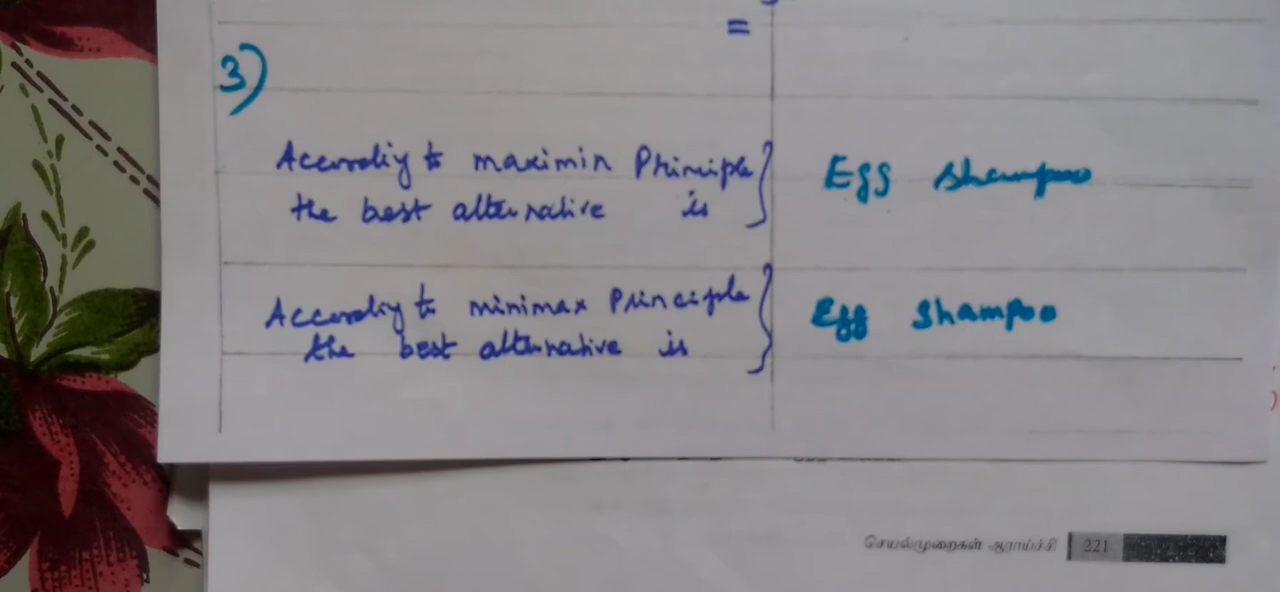 =
3)
According to maximin Principle
the best alternative is
Egg shampoo
According to minimax Principle
the best alternative is
Egg shampoo
செயல்முறைகள் ஆராய்ச்சி 221